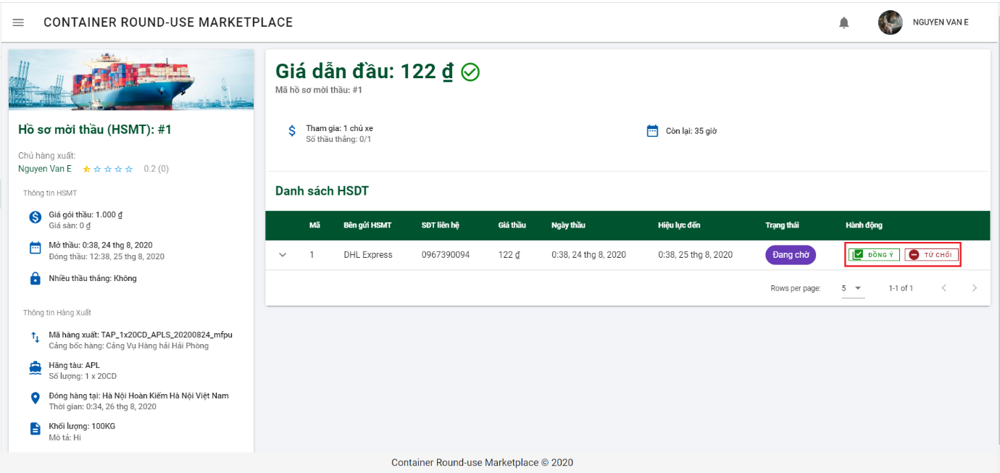 CONTAINER ROUND-USE MARKETPLACE
NGUYEN VAN E
Hồ sơ mời thầu (HSMT): #1
Chủ hàng xuất:
Nguyen Van E 0.2 (0)
Thông tin HSMT
Giá gói thầu: 1.000 ₫
Giá sàn: 0 ₫
Mở thầu: 0:38, 24 thg 8, 2020
Đóng thầu: 12:38, 25 thg 8, 2020
Nhiều thầu thắng: Không
Thông tin Hàng Xuất
Mã hàng xuất: TAP_1x20CD_APLS_20200824_mfpu
Cảng bốc hàng: Cảng Vụ Hàng hải Hải Phòng
Hãng tàu: APL
Số lượng: 1 x 20CD
Đóng hàng tại: Hà Nội Hoàn Kiếm Hà Nội Việt Nam
Thời gian: 0:34, 26 thg 8, 2020
Khối lượng: 100KG
Mô tả: Hi
Giá dẫn đầu: 122 ₫
Mã hồ sơ mời thầu: #1
Tham gia: 1 chủ xe
Số thầu thắng: 0/1
Còn lại: 35 giờ
Danh sách HSDT
Mã Bên gửi HSMT SĐT liên hệ Giá thầu Ngày thầu Hiệu lực đến Trạng thái Hành động
1 DHL Express 0967390094 122 ₫ 0:38, 24 thg 8, 2020 0:38, 25 thg 8, 2020 Đang chờ ĐỒNG Ý TỪ CHỐI
Rows per page: 5 1-1 of 1
Container Round-use Marketplace © 2020